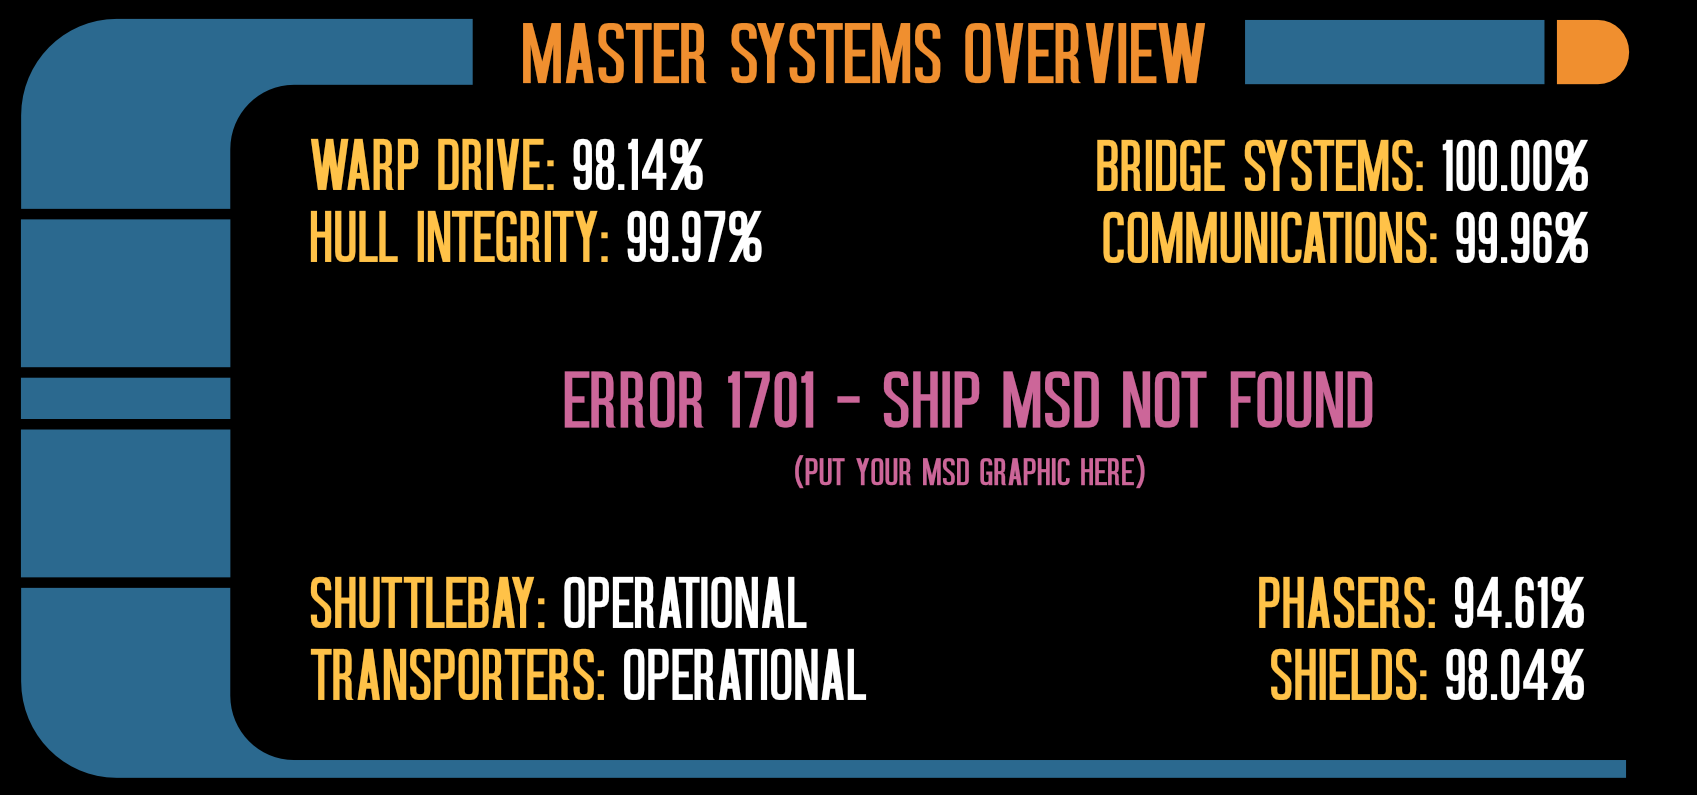 MASTER SYSTEMS OVERVIEW
WARP DRIVE: 98.14%
HULL INTEGRITY: 99.97%
BRIDGE SYSTEMS: 100.00%
COMMUNICATIONS: 99.96%
ERROR 1701 - SHIP MSD NOT FOUND
(PUT YOUR MSD GRAPHIC HERE)
SHUTTLEBAY: OPERATIONAL
TRANSPORTERS: OPERATIONAL
PHASERS: 94.61%
SHIELDS: 98.04%